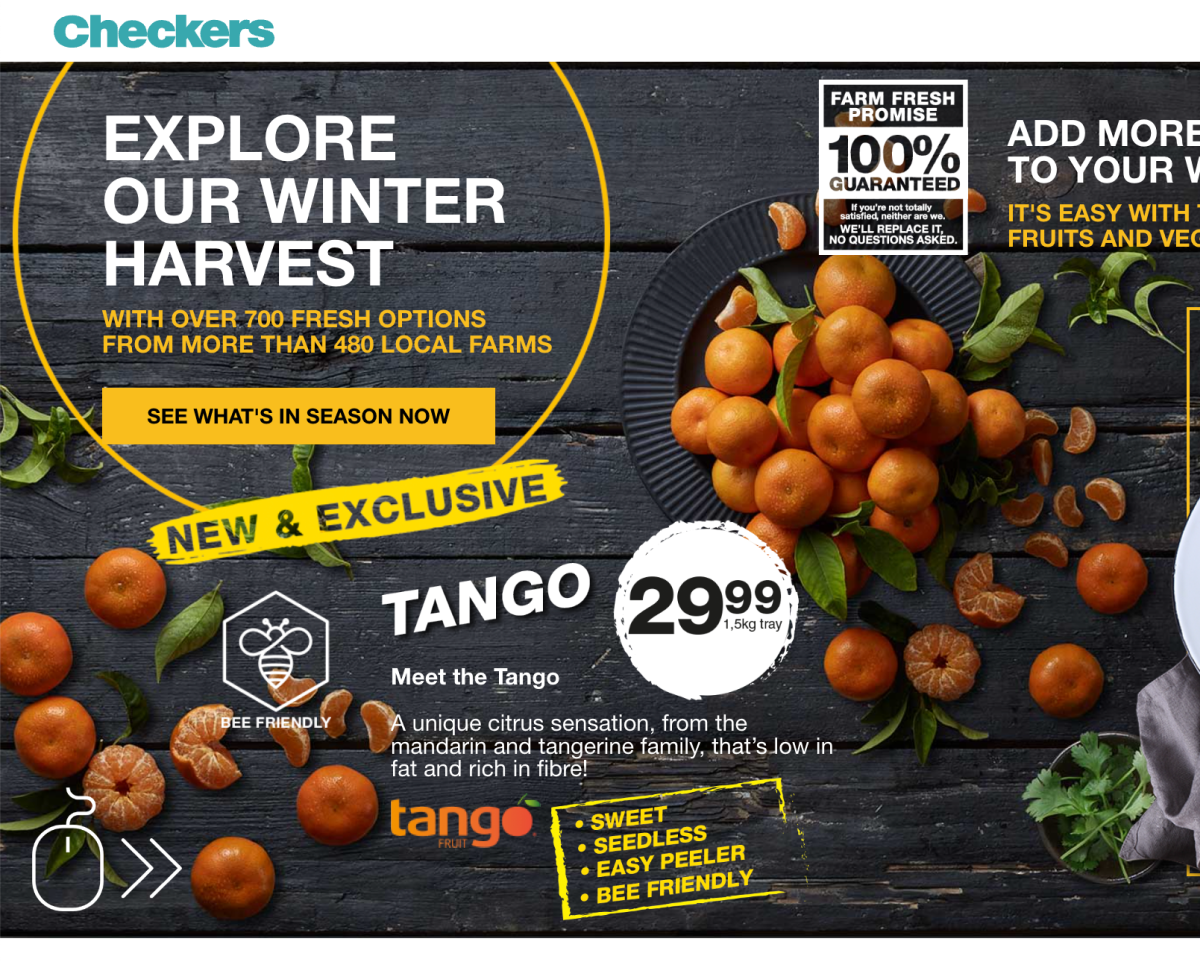 Checkers
EXPLORE
OUR WINTER
HARVEST
WITH OVER 700 FRESH OPTIONS
FROM MORE THAN 480 LOCAL FARMS
SEE WHAT'S IN SEASON NOW
FARM FRESH
PROMISE
100%
GUARANTEED
If you're not totally
satisfied, neither are we.
WE'LL REPLACE IT,
NO QUESTIONS ASKED.
ADD MORE
TO YOUR
IT'S EASY WITH
FRUITS AND
NEW & EXCLUSIVE
TANGO
2999
1,5kg tray
BEE FRIENDLY
Meet the Tango
A unique citrus sensation, from the
mandarin and tangerine family, that's low in
fat and rich in fibre!
tango
FRUIT
• SWEET
• SEEDLESS
• EASY PEELER
• BEE FRIENDLY